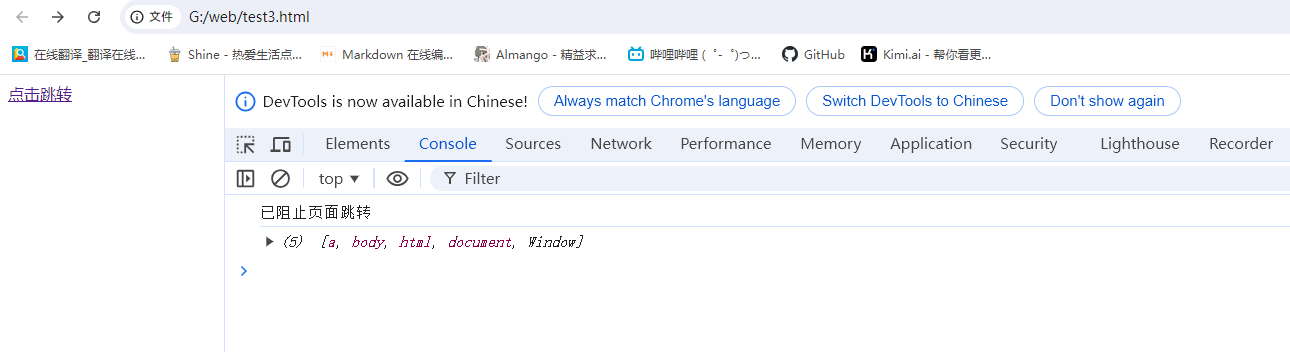 文件 G:/web/test3.html
在线翻译_翻译在线... Shine - 热爱生活点... Markdown 在线编... Almango - 精益求... 哔哩哔哩 ( ゜- ゜)つ... GitHub Kimi.ai - 帮你看更...
点击跳转
DevTools is now available in Chinese! Always match Chrome's language Switch DevTools to Chinese Don't show again
Elements Console Sources Network Performance Memory Application Security Lighthouse Recorder
top Filter
已阻止页面跳转
(5) [a, body, html, document, Window]